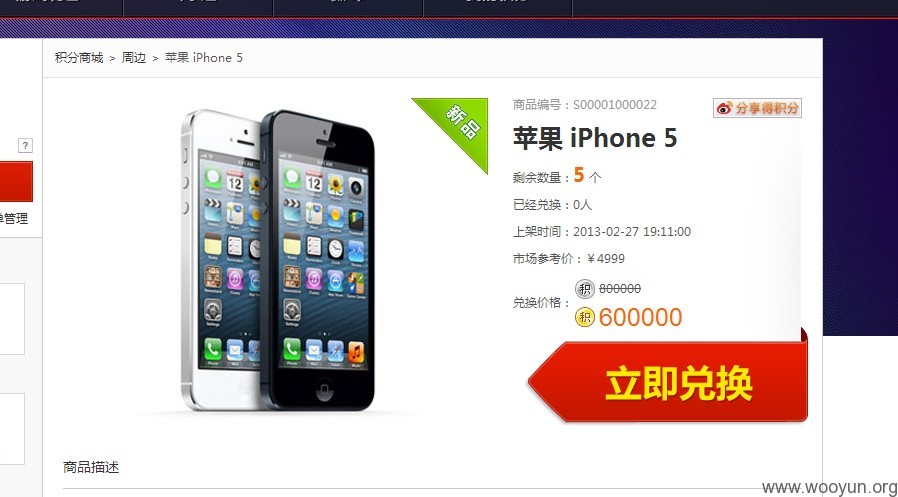 积分商城 > 周边 > 苹果 iPhone 5
新品
商品编号：S00001000022
分享得积分
苹果 iPhone 5
?
剩余数量：5 个
已经兑换：0人
单管理
上架时间：2013-02-27 19:11:00
市场参考价：¥4999
兑换价格：
积 800000
积 600000
立即兑换
商品描述
www.wooyun.org